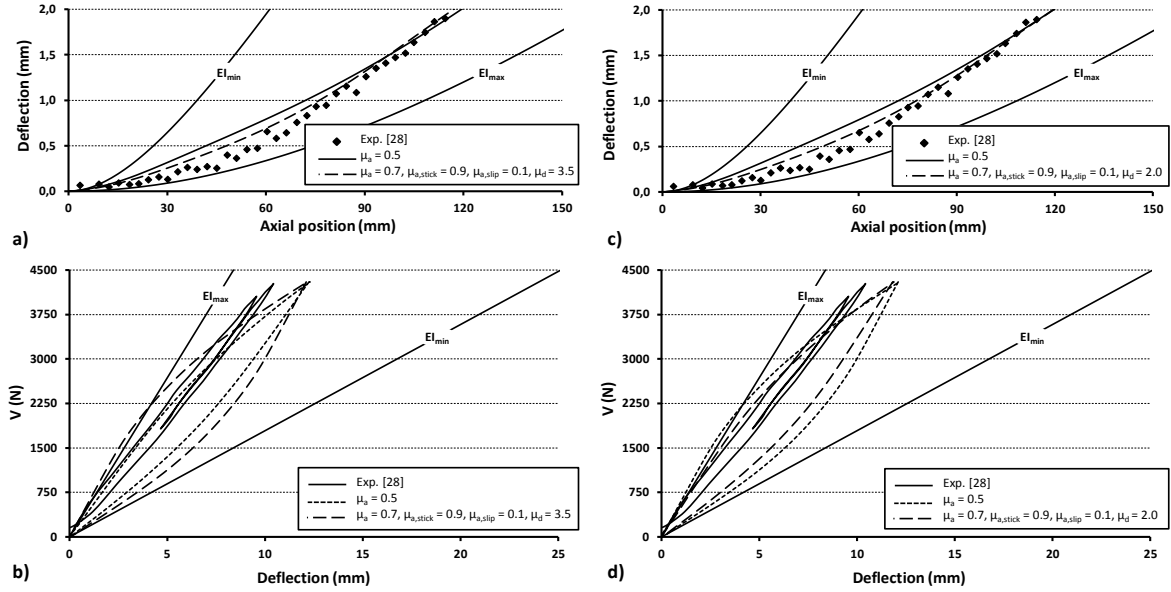 2,0
1,5
1,0
0,5
0,0
Deflection (mm)
EI_min
EI_max
Exp. [28]
μ_a = 0.5
μ_a = 0.7, μ_a,stick = 0.9, μ_a,slip = 0.1, μ_d = 3.5
0 30 60 90 120 150
Axial position (mm)
a)
2,0
1,5
1,0
0,5
0,0
Deflection (mm)
EI_min
EI_max
Exp. [28]
μ_a = 0.5
μ_a = 0.7, μ_a,stick = 0.9, μ_a,slip = 0.1, μ_d = 2.0
0 30 60 90 120 150
Axial position (mm)
c)
4500
3750
3000
2250
1500
750
0
V (N)
EI_max
EI_min
Exp. [28]
μ_a = 0.5
μ_a = 0.7, μ_a,stick = 0.9, μ_a,slip = 0.1, μ_d = 3.5
0 5 10 15 20 25
Deflection (mm)
b)
4500
3750
3000
2250
1500
750
0
V (N)
EI_max
EI_min
Exp. [28]
μ_a = 0.5
μ_a = 0.7, μ_a,stick = 0.9, μ_a,slip = 0.1, μ_d = 2.0
0 5 10 15 20 25
Deflection (mm)
d)